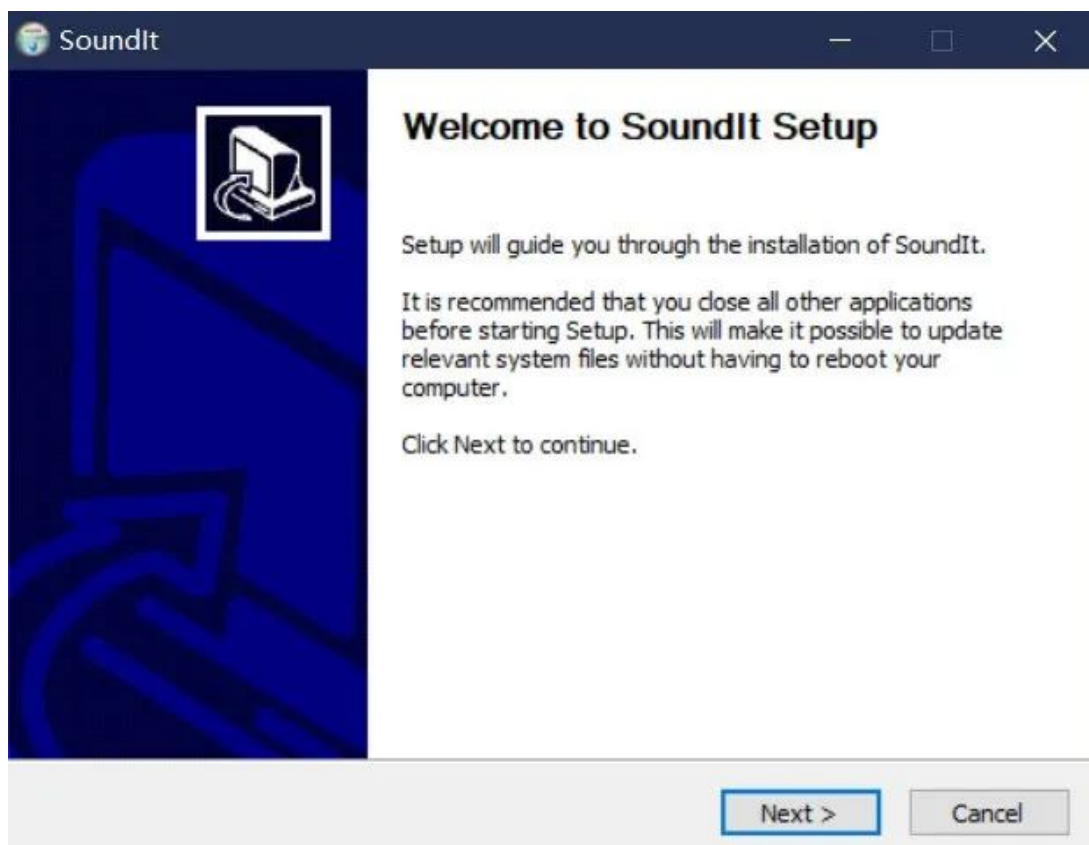 SoundIt
Welcome to SoundIt Setup
Setup will guide you through the installation of SoundIt.
It is recommended that you close all other applications
before starting Setup. This will make it possible to update
relevant system files without having to reboot your
computer.
Click Next to continue.
Next >
Cancel